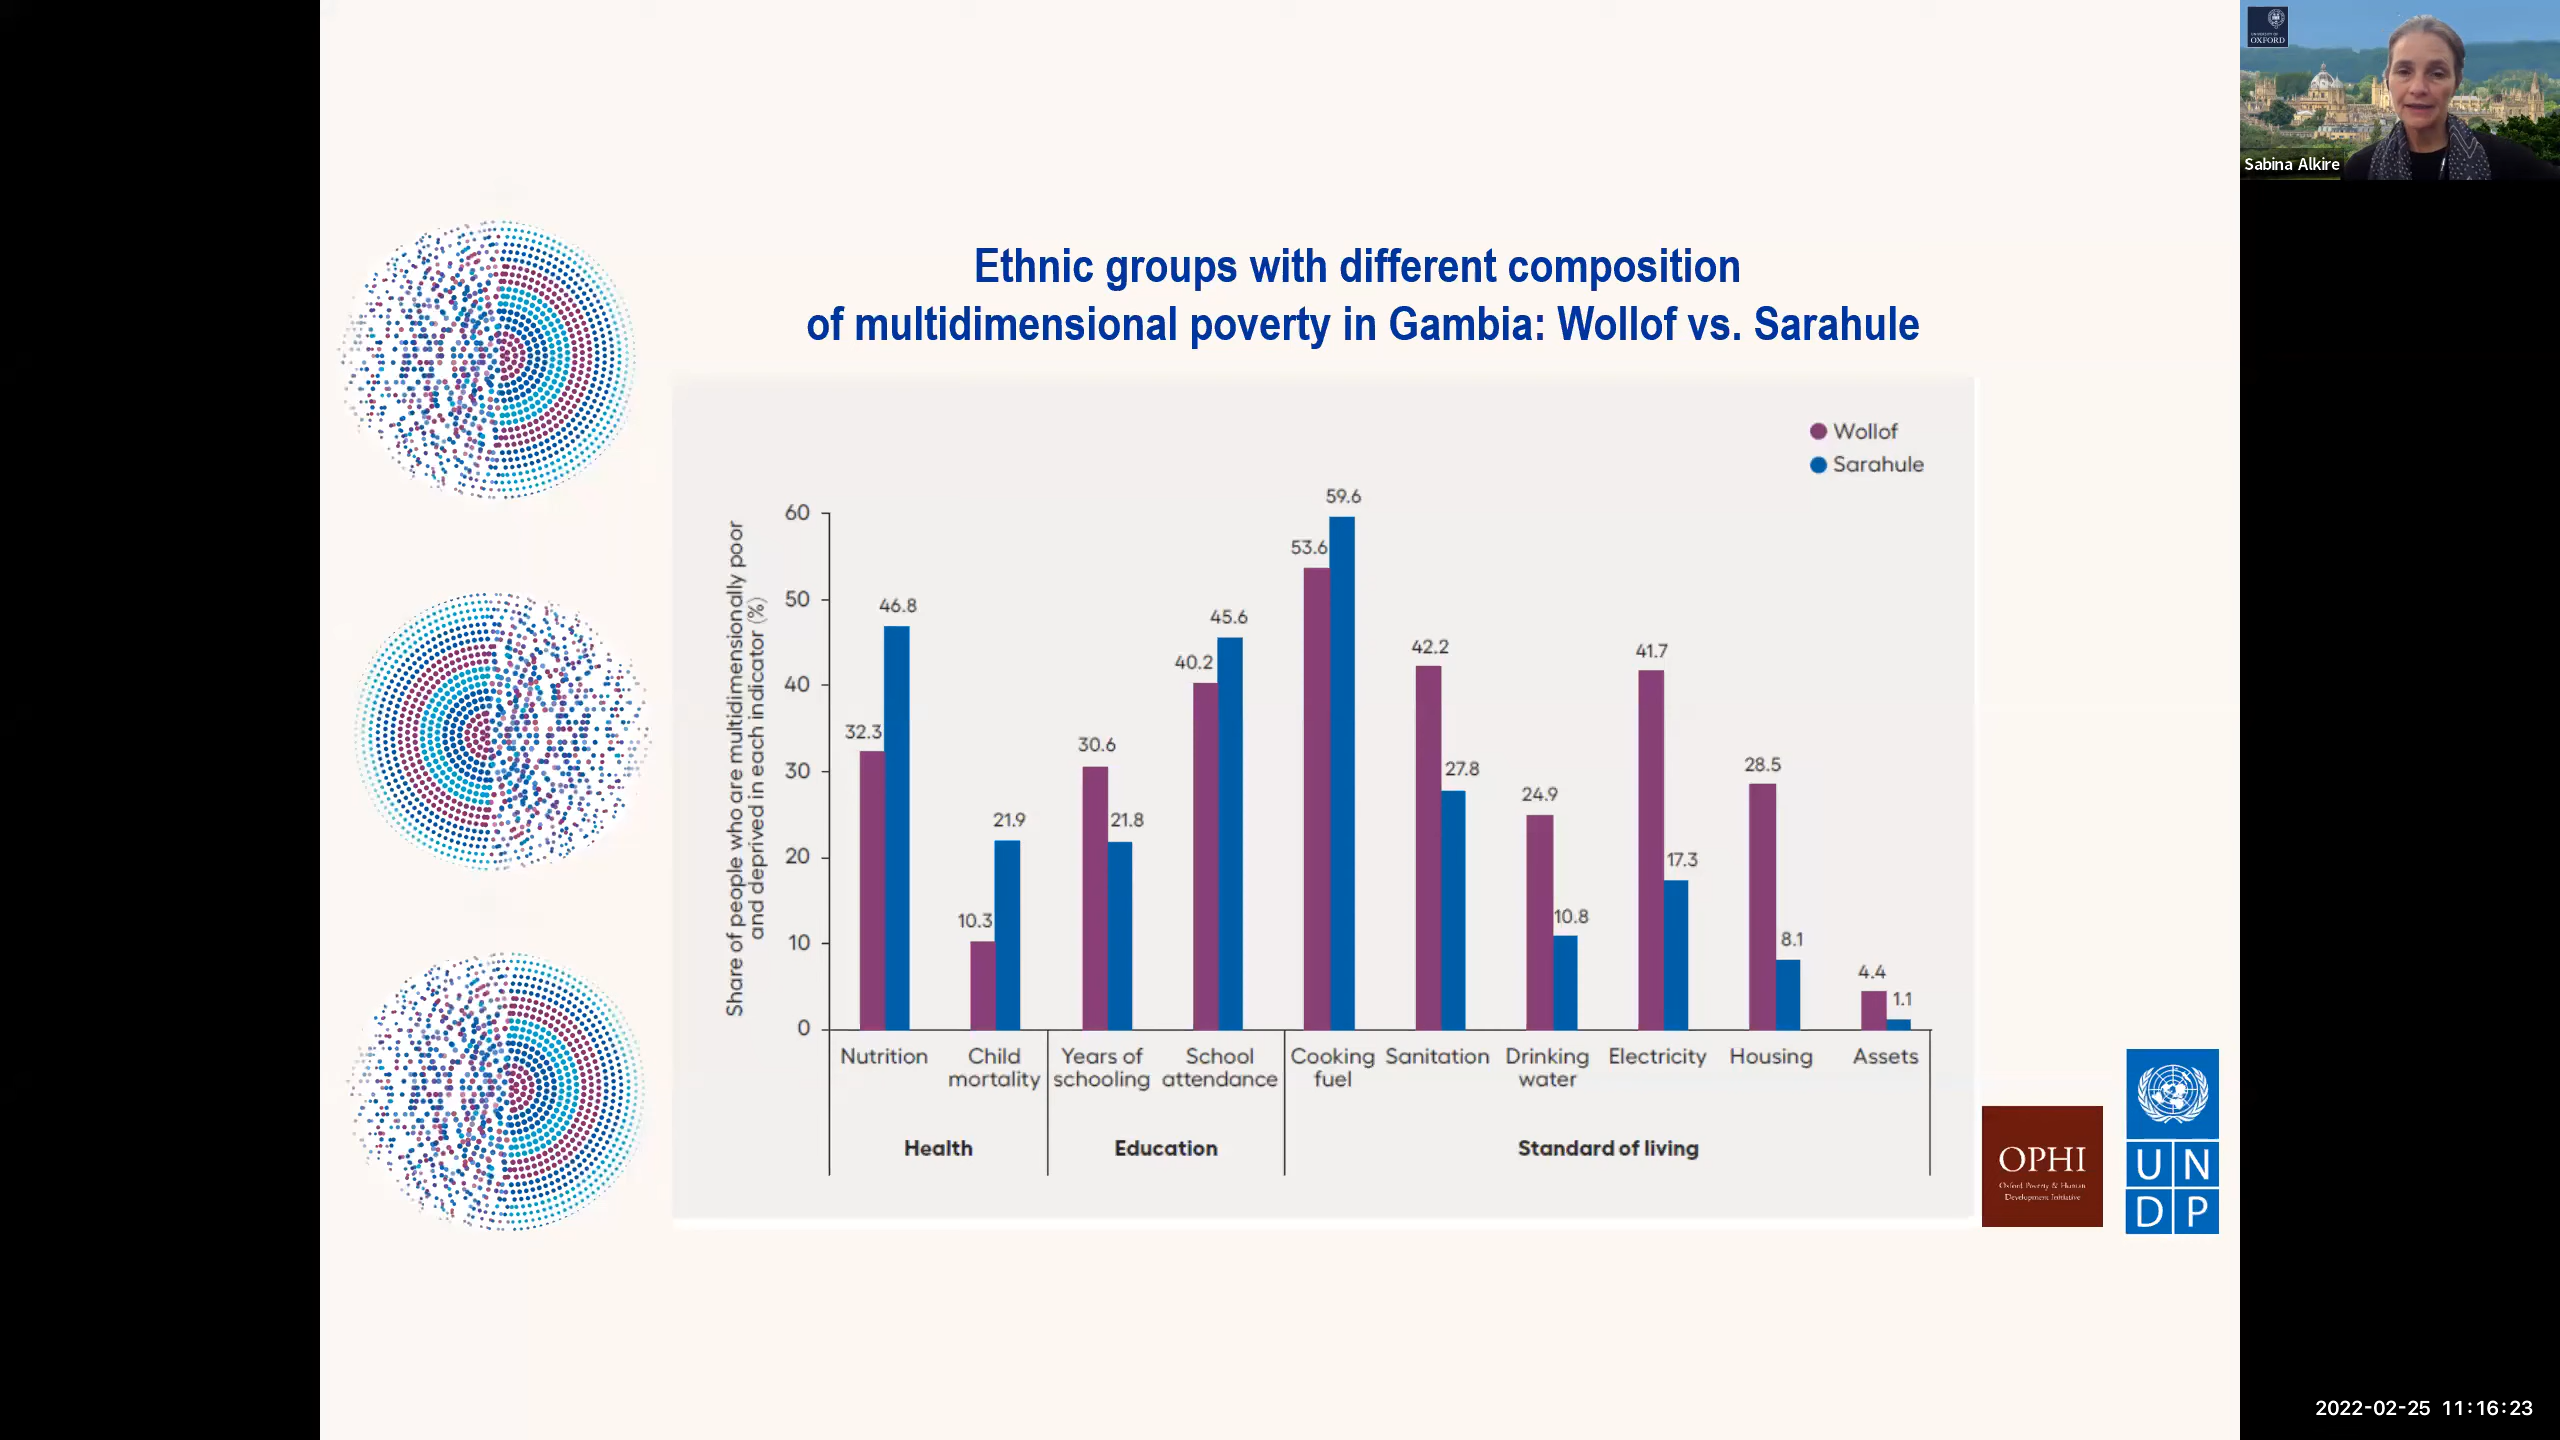 UNIVERSITY OF
OXFORD
Sabina Alkire
Ethnic groups with different composition
of multidimensional poverty in Gambia: Wollof vs. Sarahule
Wollof
Sarahule
Share of people who are multidimensionally poor
and deprived in each indicator (%)
60
50
40
30
20
10
0
32.3
46.8
10.3
21.9
30.6
21.8
40.2
45.6
53.6
59.6
42.2
27.8
24.9
10.8
41.7
17.3
28.5
8.1
4.4
1.1
Nutrition
Child
mortality
Years of
schooling
School
attendance
Cooking
fuel
Sanitation
Drinking
water
Electricity
Housing
Assets
Health
Education
Standard of living
OPHI
Oxford Poverty & Human
Development Initiative
U N
D P
2022-02-25 11:16:23